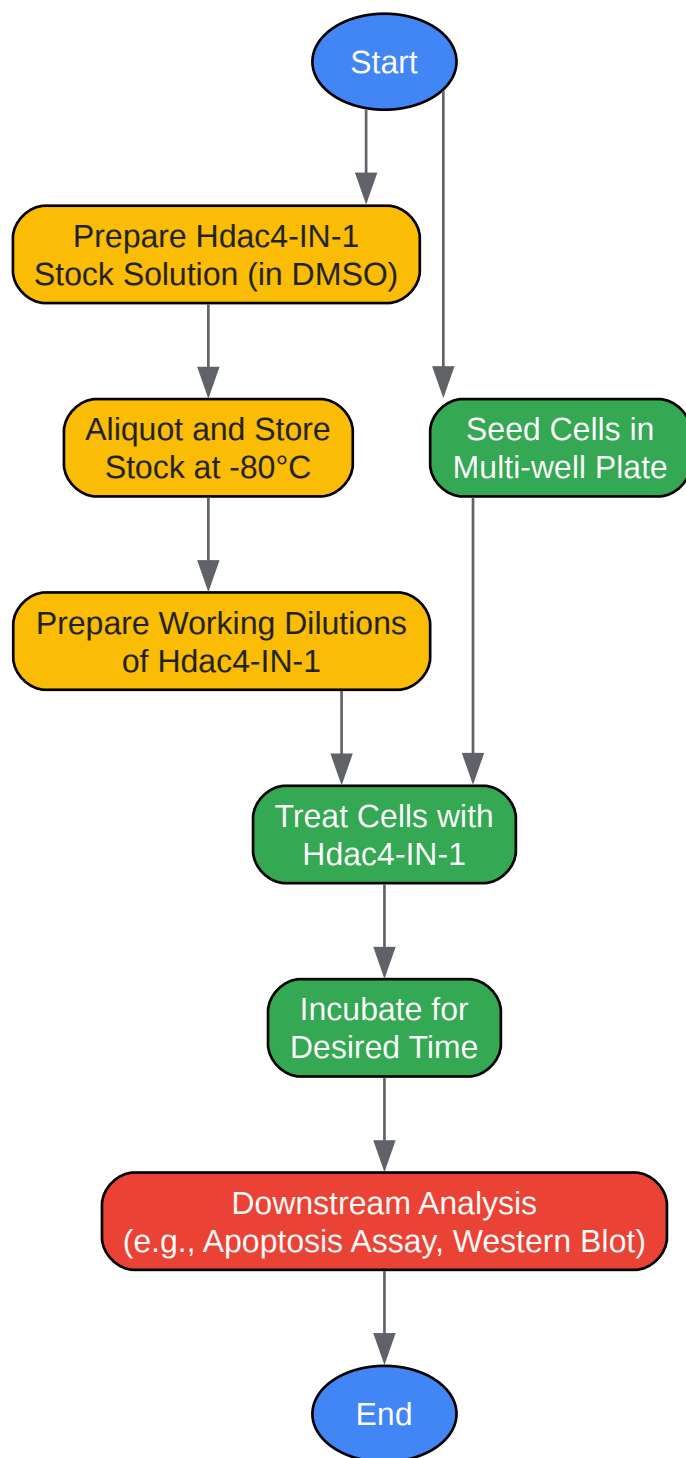 Start
Prepare Hdac4-IN-1
Stock Solution (in DMSO)
Aliquot and Store
Stock at -80°C
Seed Cells in
Multi-well Plate
Prepare Working Dilutions
of Hdac4-IN-1
Treat Cells with
Hdac4-IN-1
Incubate for
Desired Time
Downstream Analysis
(e.g., Apoptosis Assay, Western Blot)
End